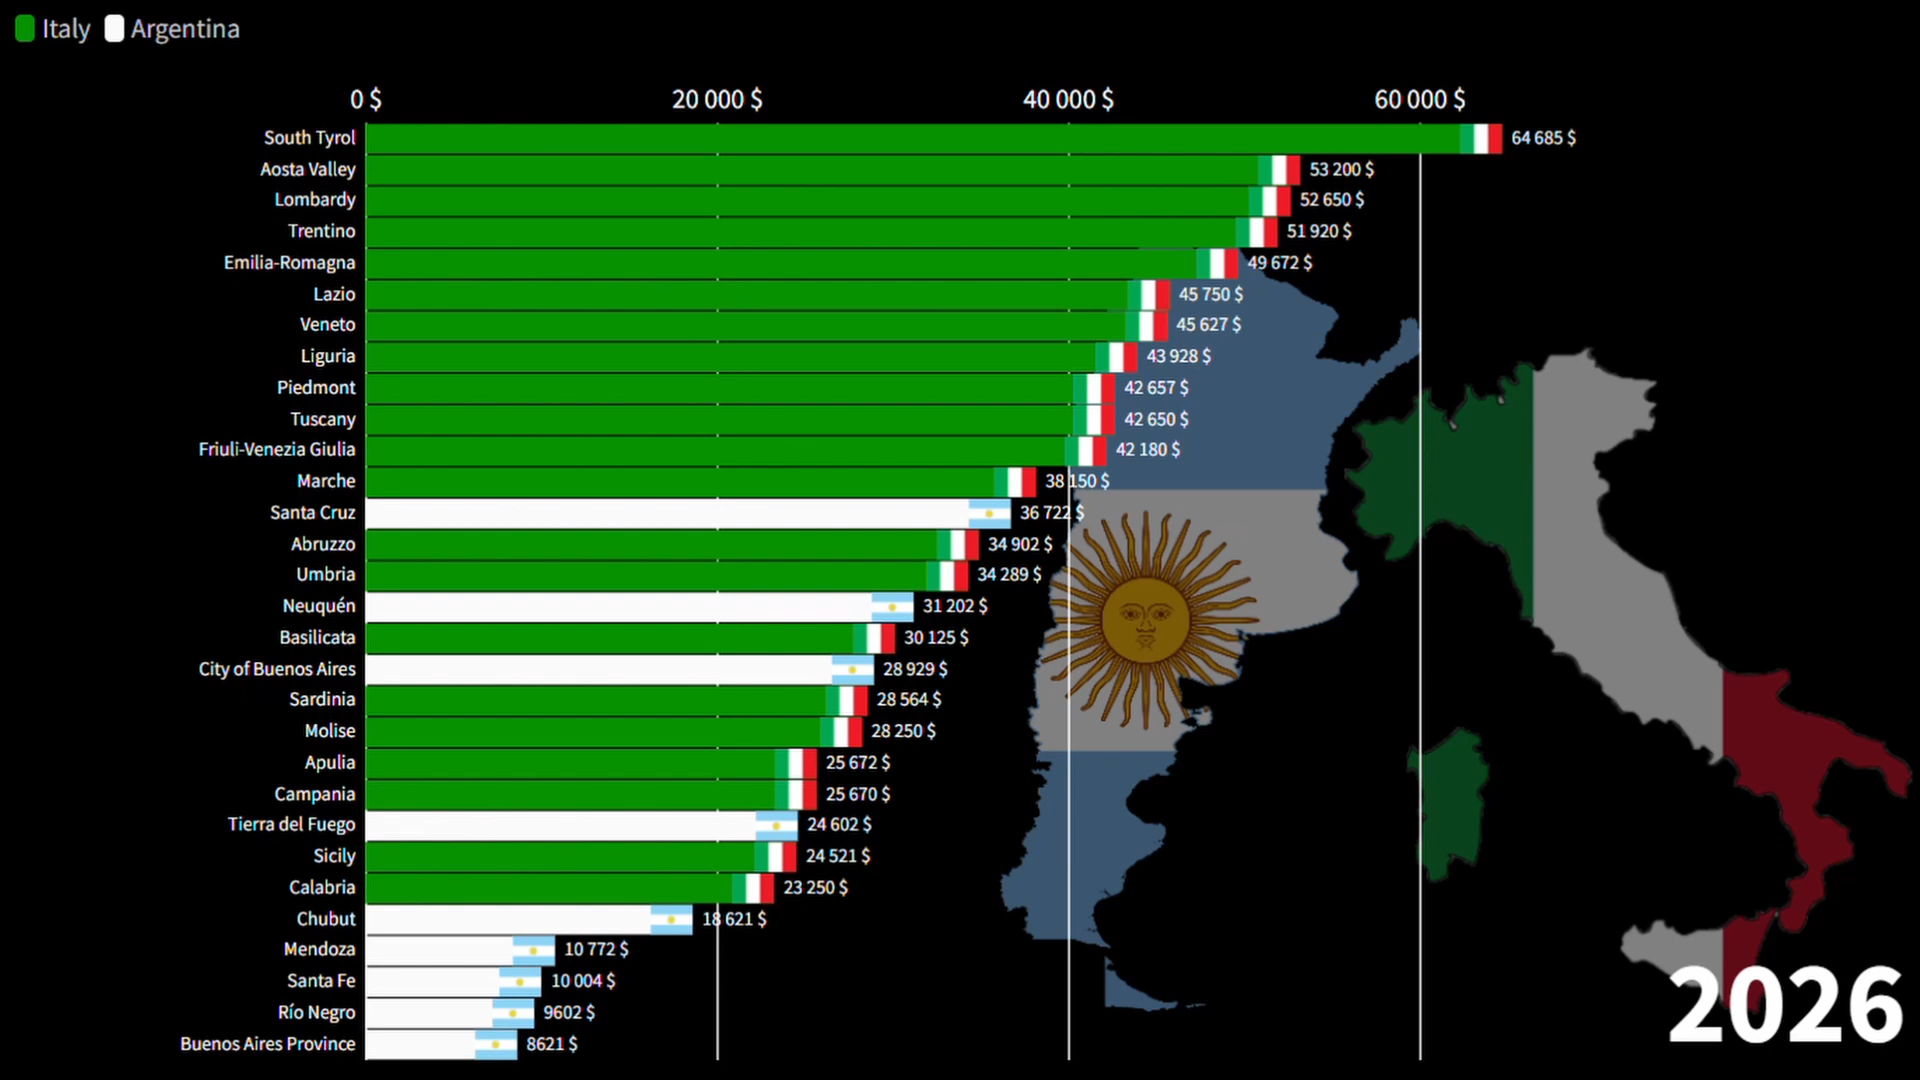 Italy Argentina
0 $ 20 000 $ 40 000 $ 60 000 $
South Tyrol 64 685 $
Aosta Valley 53 200 $
Lombardy 52 650 $
Trentino 51 920 $
Emilia-Romagna 49 672 $
Lazio 45 750 $
Veneto 45 627 $
Liguria 43 928 $
Piedmont 42 657 $
Tuscany 42 650 $
Friuli-Venezia Giulia 42 180 $
Marche 38 150 $
Santa Cruz 36 722 $
Abruzzo 34 902 $
Umbria 34 289 $
Neuquén 31 202 $
Basilicata 30 125 $
City of Buenos Aires 28 929 $
Sardinia 28 564 $
Molise 28 250 $
Apulia 25 672 $
Campania 25 670 $
Tierra del Fuego 24 602 $
Sicily 24 521 $
Calabria 23 250 $
Chubut 18 621 $
Mendoza 10 772 $
Santa Fe 10 004 $
Río Negro 9602 $
Buenos Aires Province 8621 $
2026